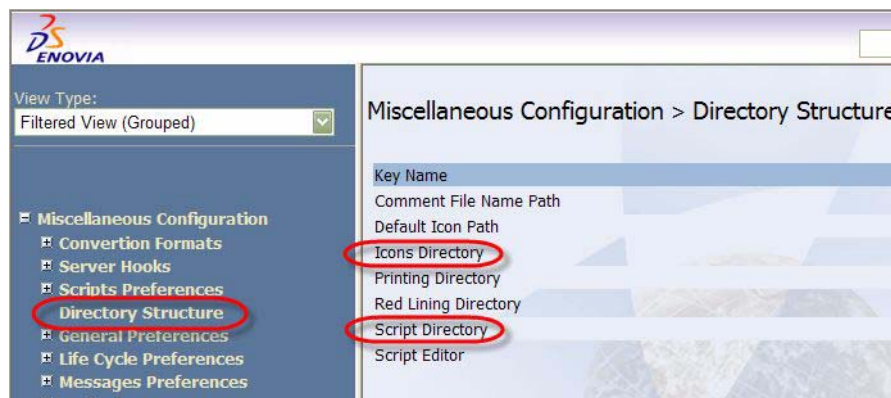 DS
ENOVIA
View Type:
Filtered View (Grouped)
Miscellaneous Configuration
Convertion Formats
Server Hooks
Scripts Preferences
Directory Structure
General Preferences
Life Cycle Preferences
Messages Preferences
Miscellaneous Configuration > Directory Structure
Key Name
Comment File Name Path
Default Icon Path
Icons Directory
Printing Directory
Red Lining Directory
Script Directory
Script Editor